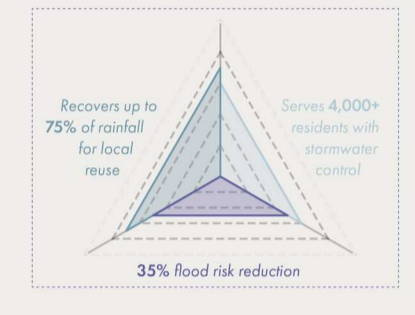 Recovers up to
75% of rainfall
for local
reuse
Serves 4,000+
residents with
stormwater
control
35% flood risk reduction